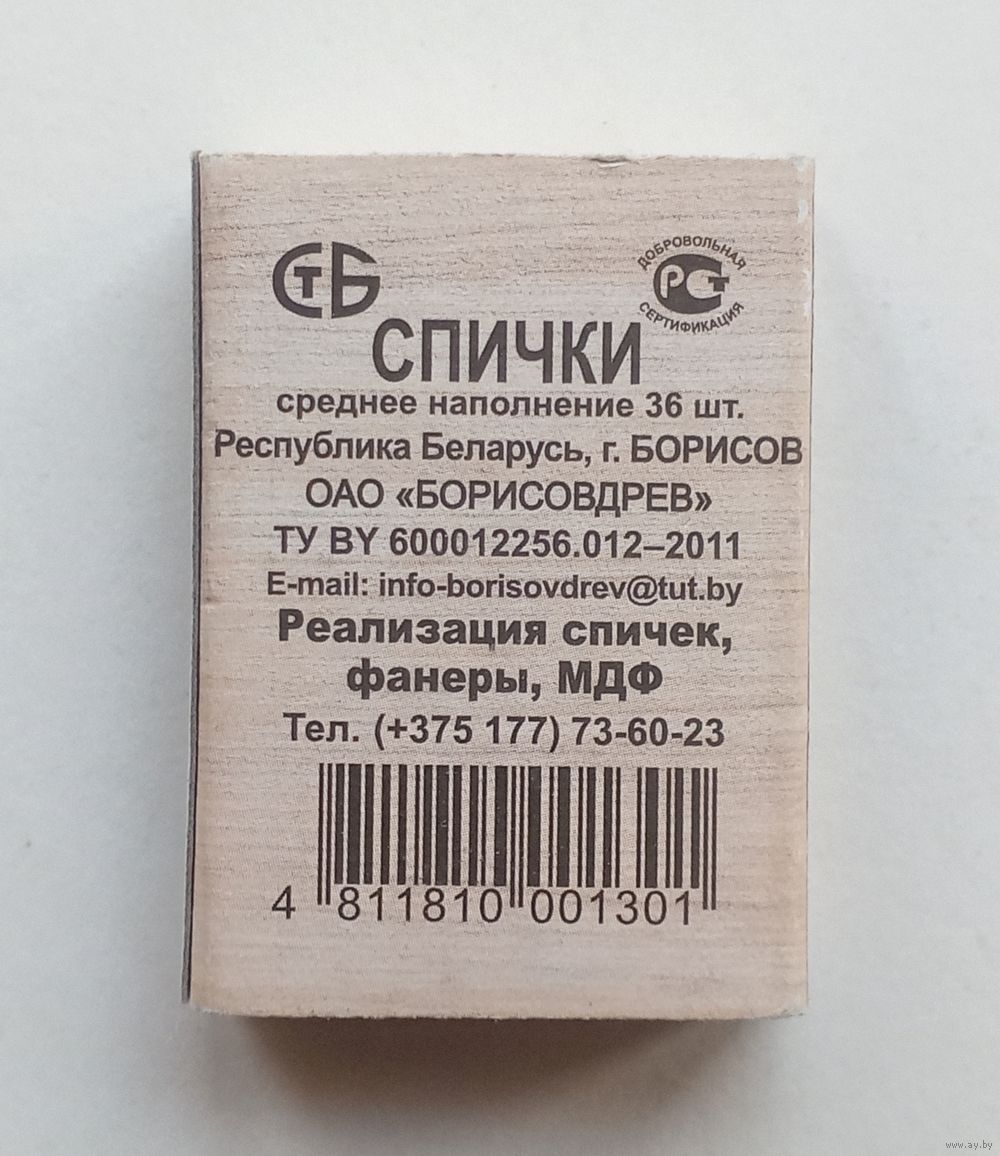 СТБ
ДОБРОВОЛЬНАЯ
РСТ
СЕРТИФИКАЦИЯ
СПИЧКИ
среднее наполнение 36 шт.
Республика Беларусь, г. БОРИСОВ
ОАО «БОРИСОВДРЕВ»
ТУ BY 600012256.012–2011
E-mail: info-borisovdrev@tut.by
Реализация спичек,
фанеры, МДФ
Тел. (+375 177) 73-60-23
4 811810 001301
www.ay.by